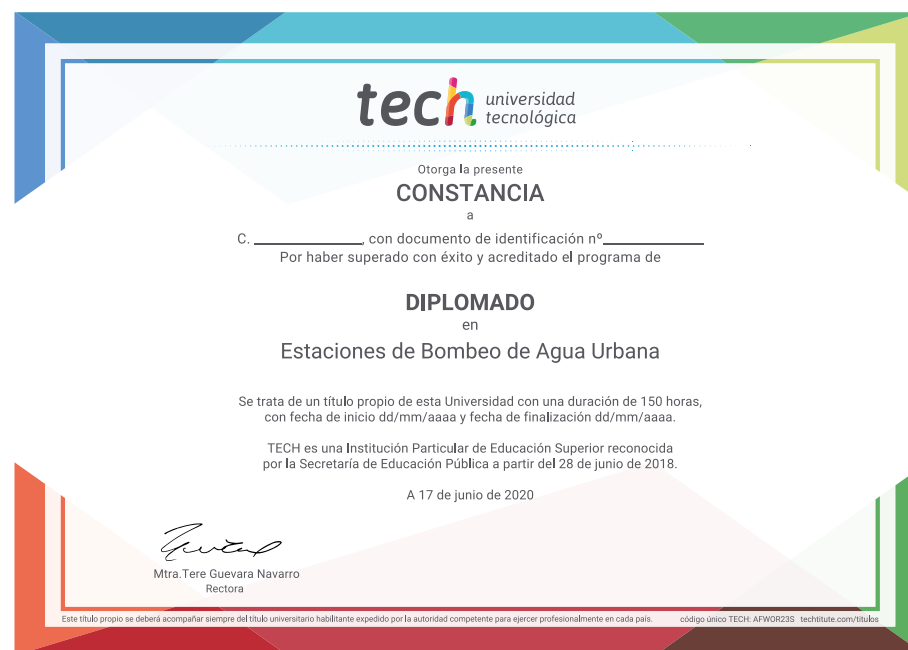 tech universidad
tecnológica
Otorga la presente
CONSTANCIA
a
C. ____________, con documento de identificación nº____________
Por haber superado con éxito y acreditado el programa de
DIPLOMADO
en
Estaciones de Bombeo de Agua Urbana
Se trata de un título propio de esta Universidad con una duración de 150 horas,
con fecha de inicio dd/mm/aaaa y fecha de finalización dd/mm/aaaa.
TECH es una Institución Particular de Educación Superior reconocida
por la Secretaría de Educación Pública a partir del 28 de junio de 2018.
A 17 de junio de 2020
Mtra.Tere Guevara Navarro
Rectora
Este título propio se deberá acompañar siempre del título universitario habilitante expedido por la autoridad competente para ejercer profesionalmente en cada país. código único TECH: AFWOR23S techtitute.com/titulos